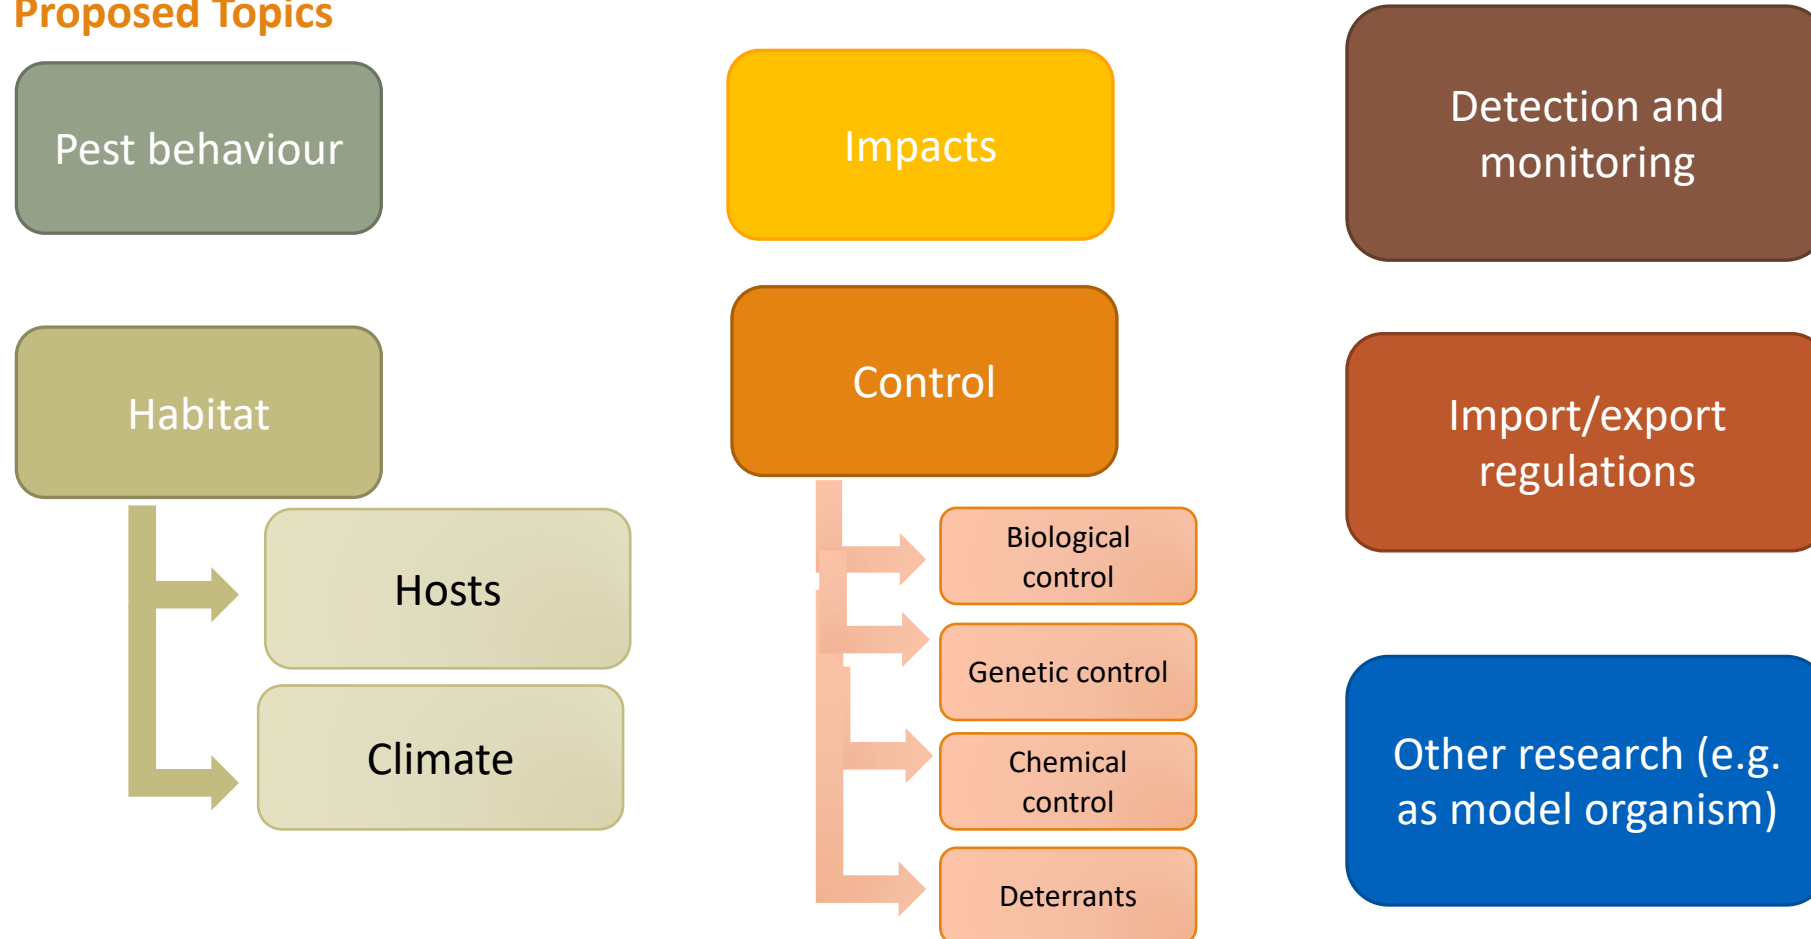 Proposed Topics
Pest behaviour
Habitat
Hosts
Climate
Impacts
Control
Biological
control
Genetic control
Chemical
control
Deterrants
Detection and
monitoring
Import/export
regulations
Other research (e.g.
as model organism)